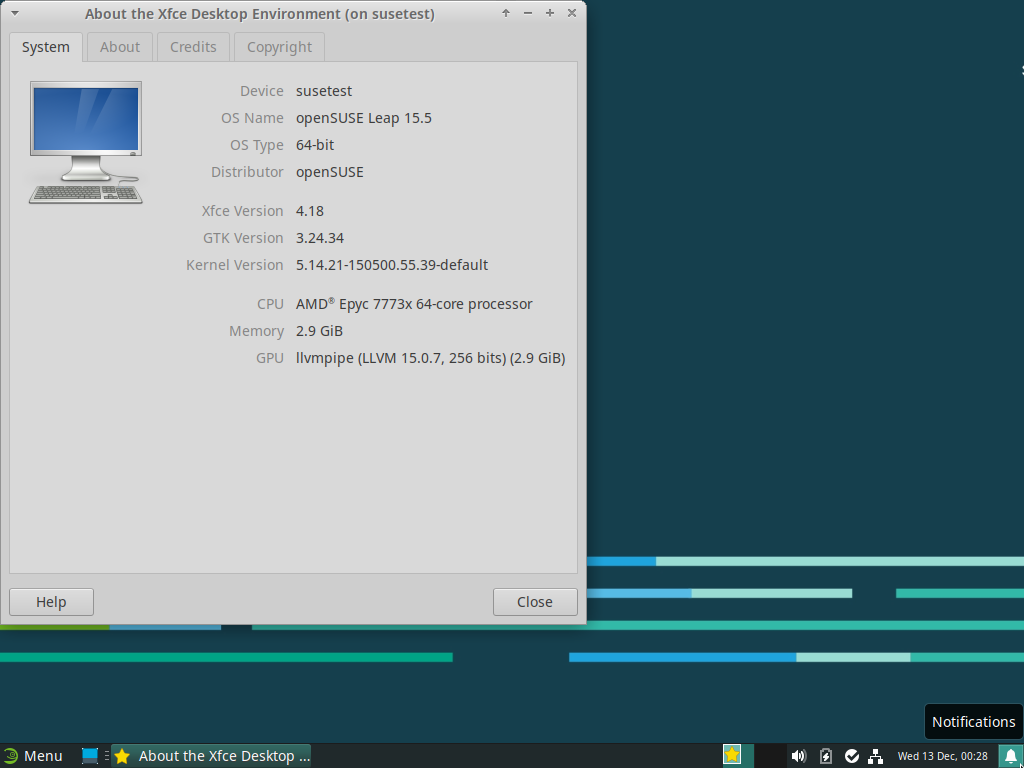 About the Xfce Desktop Environment (on susetest)
System About Credits Copyright
Device susetest
OS Name openSUSE Leap 15.5
OS Type 64-bit
Distributor openSUSE
Xfce Version 4.18
GTK Version 3.24.34
Kernel Version 5.14.21-150500.55.39-default
CPU AMD® Epyc 7773x 64-core processor
Memory 2.9 GiB
GPU llvmpipe (LLVM 15.0.7, 256 bits) (2.9 GiB)
Help Close
Notifications
Menu About the Xfce Desktop ... Wed 13 Dec, 00:28